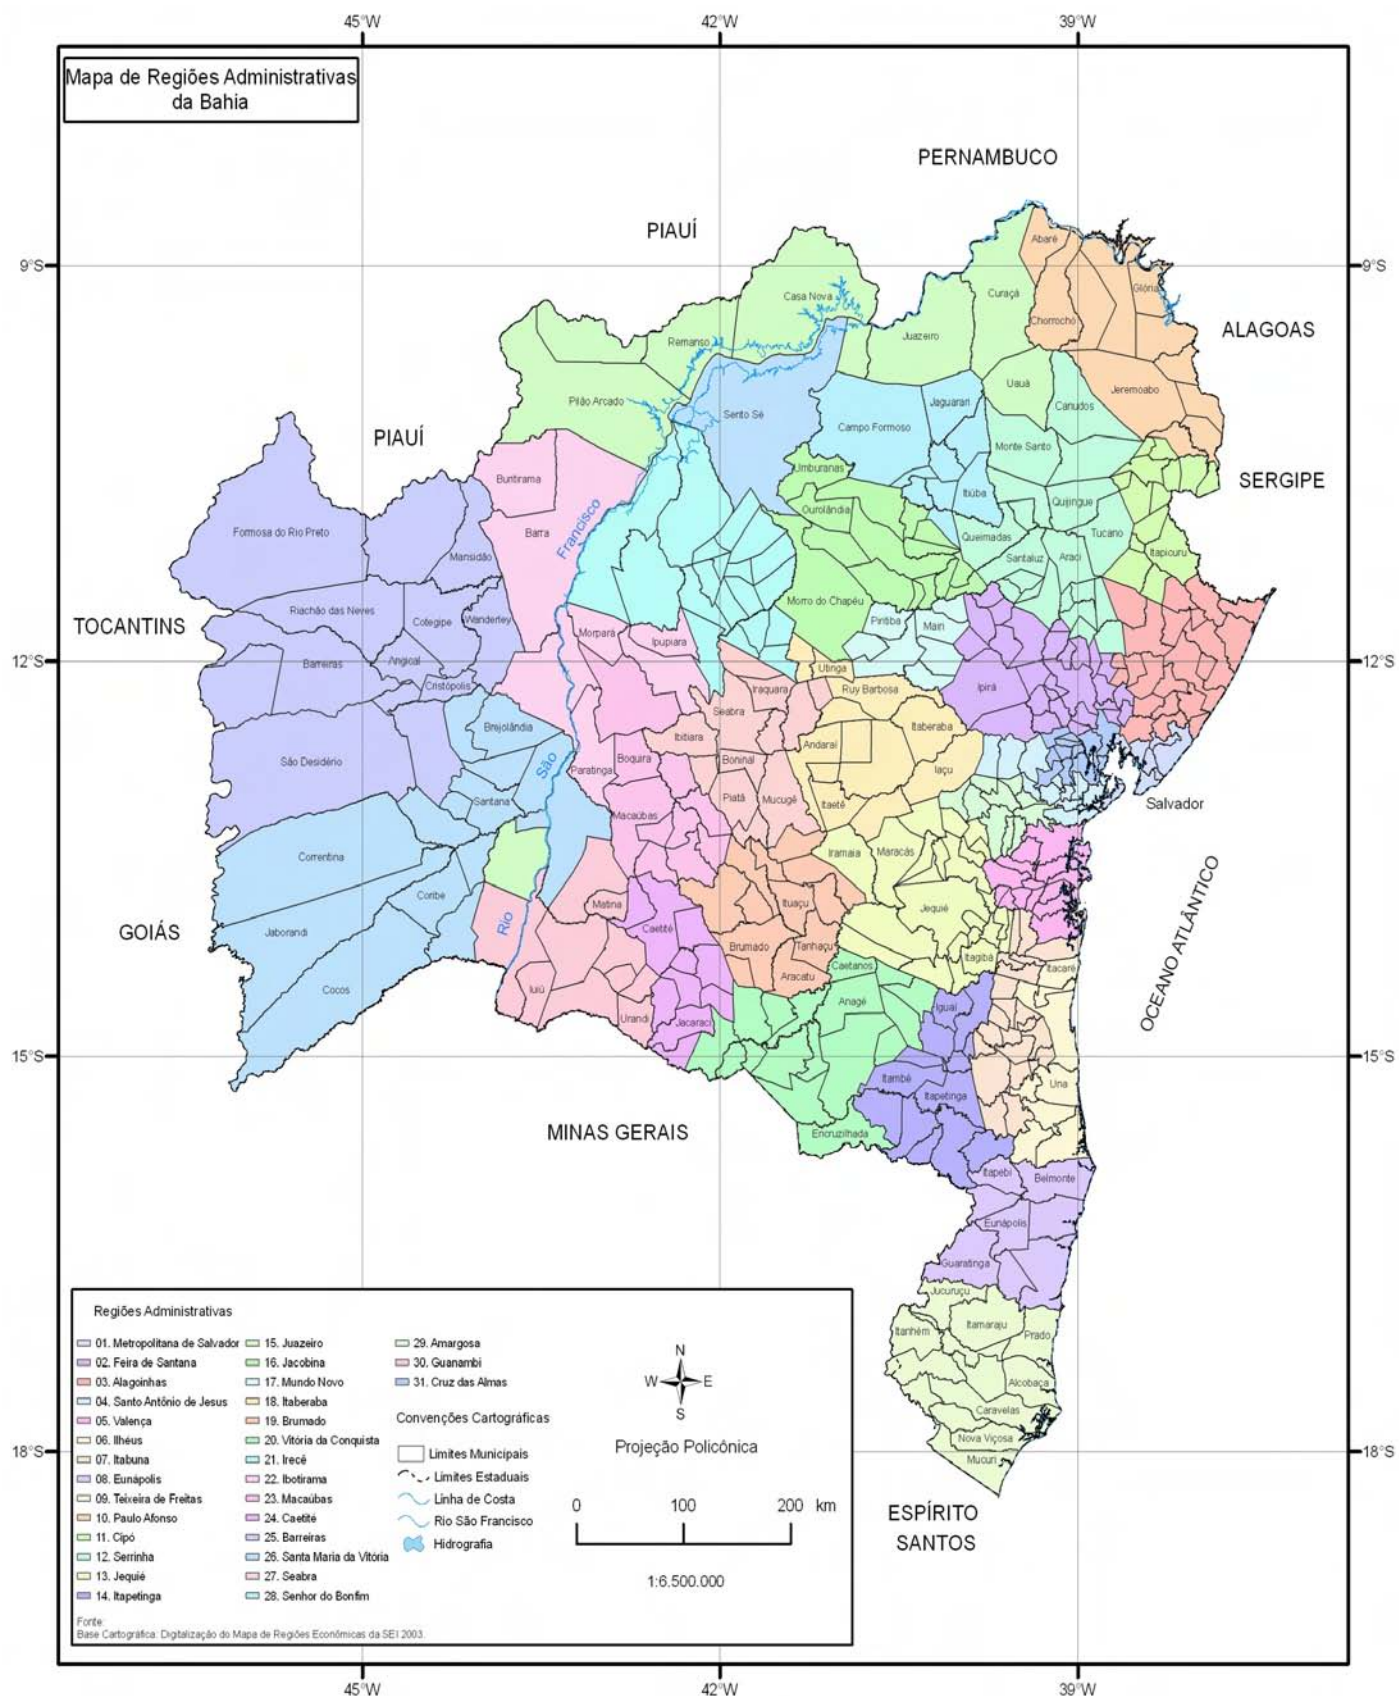 45°W
42°W
39°W
Mapa de Regiões Administrativas
da Bahia
PERNAMBUCO
PIAUÍ
9°S
9°S
Abaré
Glória
Curaçá
Casa Nova
Chorrochó
ALAGOAS
Juazeiro
Remanso
Uauá
Jeremoabo
Pilão Arcado
Jaguarari
Canudos
Sento Sé
Campo Formoso
PIAUÍ
Monte Santo
Umburanas
SERGIPE
Buritirama
Itiúba
Quijingue
Ourolândia
Francisco
Formosa do Rio Preto
Barra
Tucano
Queimadas
Itapicuru
Mansidão
Santaluz
Araci
Morro do Chapéu
Riachão das Neves
Wanderley
Piritiba
Mairi
TOCANTINS
Cotegipe
Morpará
Ipupiara
12°S
12°S
Barreiras
Angical
Utinga
Cristópolis
Ipirá
Iraquara
Ruy Barbosa
Seabra
Brejolândia
Itaberaba
Ibitiara
Andaraí
São Desidério
São
Boquira
Boninal
Paratinga
Iaçu
Santana
Piatã
Mucugê
Itaetê
Salvador
Macaúbas
Correntina
Iramaia
Maracás
Coribe
Matina
Ituaçu
Jequié
Rio
GOIÁS
Jaborandi
Caetité
OCEANO ATLÂNTICO
Brumado
Tanhaçu
Itagibá
Caetanos
Itacaré
Aracatu
Cocos
Iuiú
Anagé
Iguaí
Urandi
Jacaraci
15°S
15°S
Itambé
Una
Itapetinga
MINAS GERAIS
Encruzilhada
Itapebi
Belmonte
Eunápolis
Guaratinga
Jucuruçu
Itamaraju
Itanhém
Prado
Alcobaça
Caravelas
Nova Viçosa
Mucuri
18°S
18°S
ESPÍRITO
SANTOS
Regiões Administrativas
01. Metropolitana de Salvador
02. Feira de Santana
03. Alagoinhas
04. Santo Antônio de Jesus
05. Valença
06. Ilhéus
07. Itabuna
08. Eunápolis
09. Teixeira de Freitas
10. Paulo Afonso
11. Cipó
12. Serrinha
13. Jequié
14. Itapetinga
15. Juazeiro
16. Jacobina
17. Mundo Novo
18. Itaberaba
19. Brumado
20. Vitória da Conquista
21. Irecê
22. Ibotirama
23. Macaúbas
24. Caetité
25. Barreiras
26. Santa Maria da Vitória
27. Seabra
28. Senhor do Bonfim
29. Amargosa
30. Guanambi
31. Cruz das Almas
Convenções Cartográficas
Limites Municipais
Limites Estaduais
Linha de Costa
Rio São Francisco
Hidrografia
N
W
E
S
Projeção Policônica
0 100 200 km
1:6.500.000
Fonte:
Base Cartográfica: Digitalização do Mapa de Regiões Econômicas da SEI 2003.
45°W
42°W
39°W